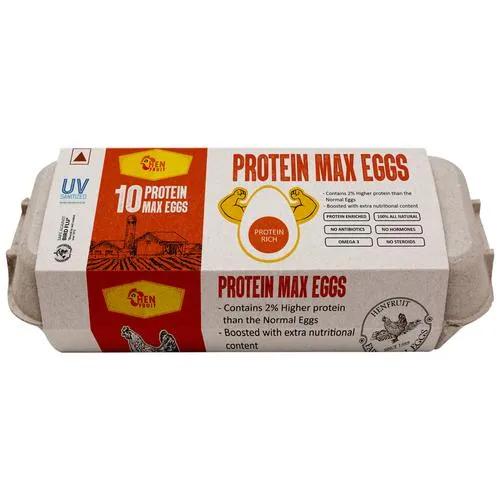 HEN
FRUIT
UV
SANITIZED
BIRD FLU
10 PROTEIN
MAX EGGS
PROTEIN MAX EGGS
PROTEIN
RICH
- Contains 2% Higher protein than the
Normal Eggs
- Boosted with extra nutritional content
PROTEIN ENRICHED
100% ALL NATURAL
NO ANTIBIOTICS
NO HORMONES
OMEGA 3
NO STEROIDS
HEN
FRUIT
PROTEIN MAX EGGS
- Contains 2% Higher protein
than the Normal Eggs
- Boosted with extra nutritional
content
HENFRUIT
EGGS